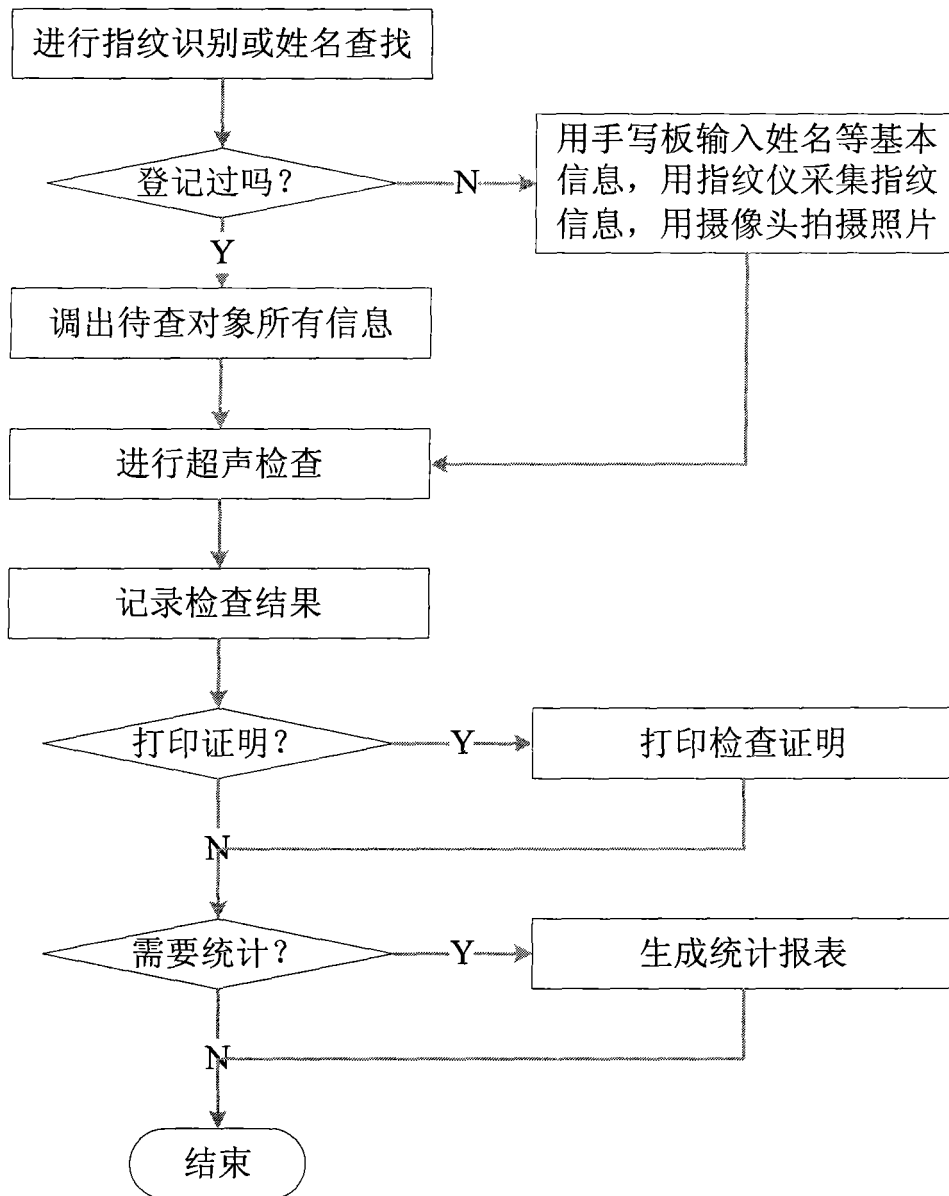 进行指纹识别或姓名查找
登记过吗?
N
用手写板输入姓名等基本
信息，用指纹仪采集指纹
信息，用摄像头拍摄照片
Y
调出待查对象所有信息
进行超声检查
记录检查结果
打印证明?
Y
打印检查证明
N
需要统计?
Y
生成统计报表
N
结束